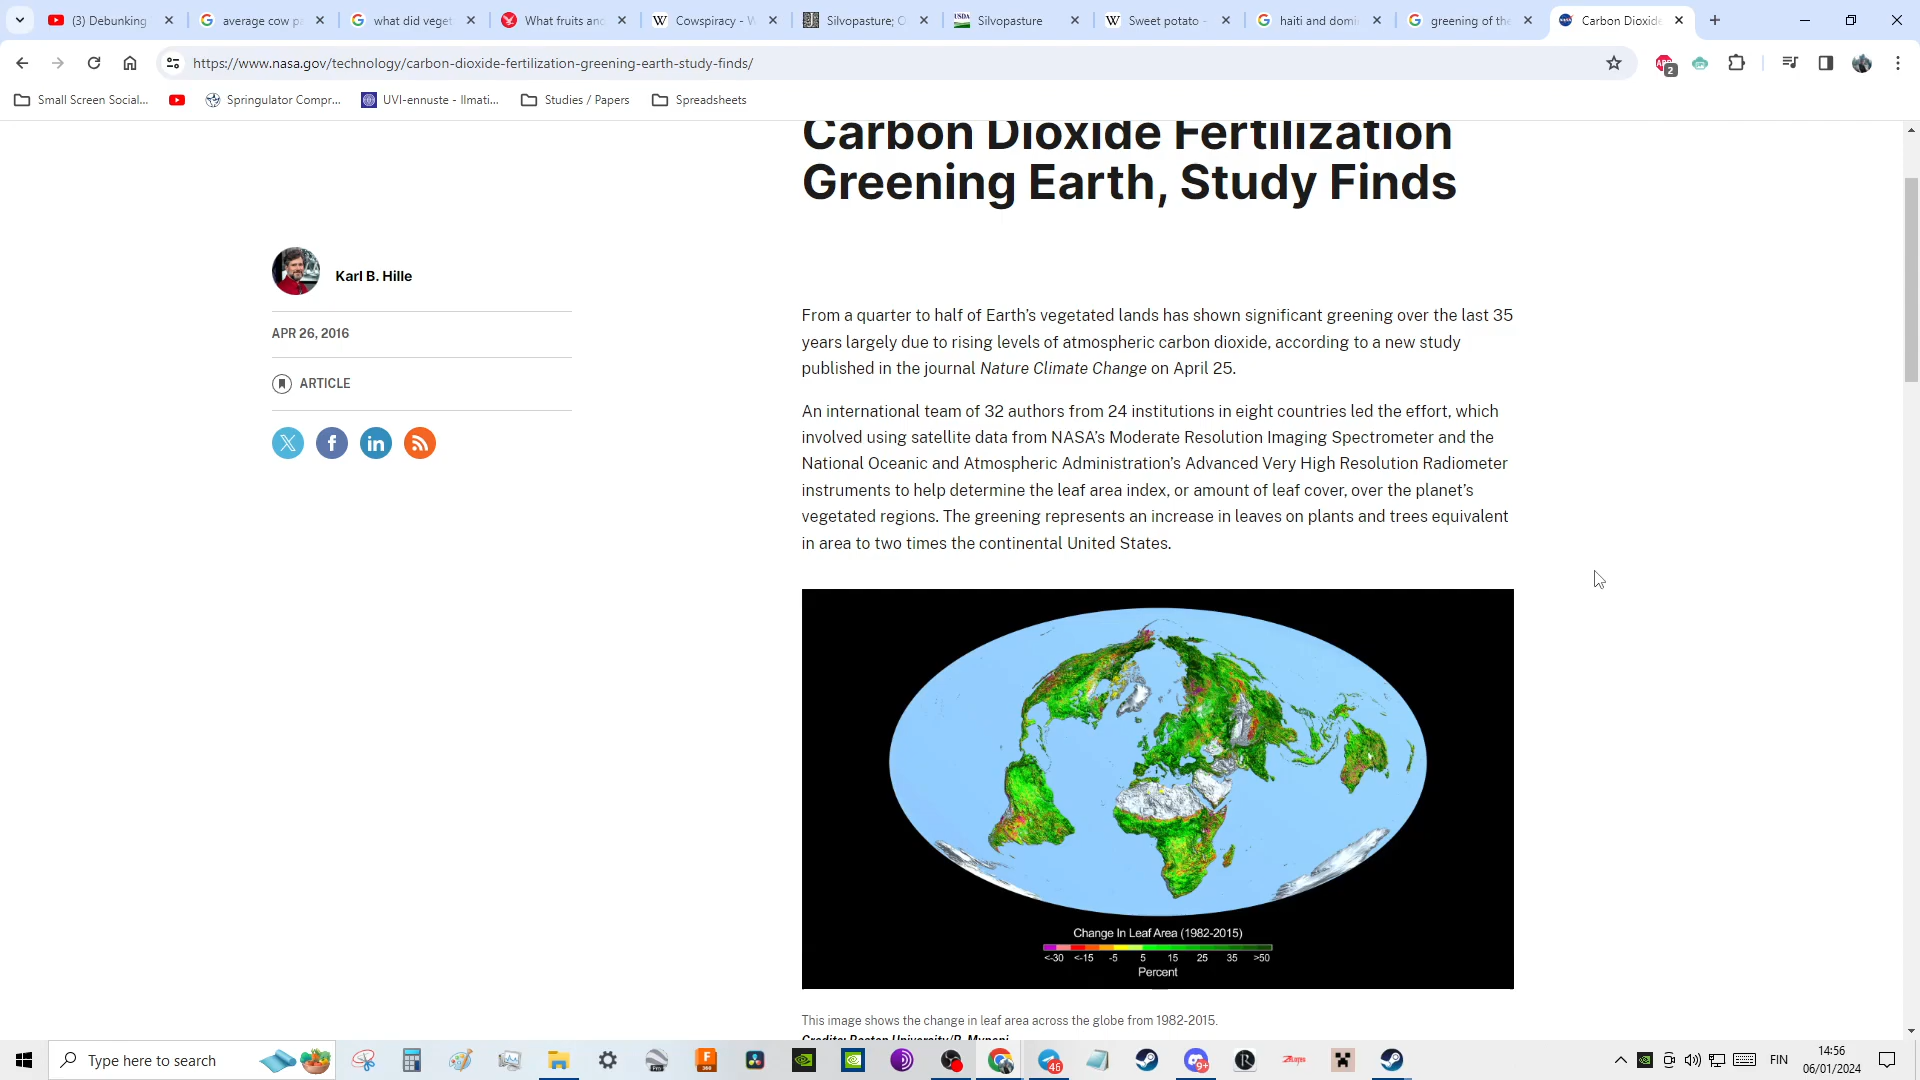 (3) Debunking
average cow pa
what did veget
What fruits and
Cowspiracy - W
Silvopasture; O
Silvopasture
Sweet potato -
haiti and domi
greening of the
Carbon Dioxide
https://www.nasa.gov/technology/carbon-dioxide-fertilization-greening-earth-study-finds/
Small Screen Social...
Springulator Compr...
UVI-ennuste - Ilmati...
Studies / Papers
Spreadsheets
Carbon Dioxide Fertilization
Greening Earth, Study Finds
Karl B. Hille
APR 26, 2016
ARTICLE
From a quarter to half of Earth’s vegetated lands has shown significant greening over the last 35
years largely due to rising levels of atmospheric carbon dioxide, according to a new study
published in the journal Nature Climate Change on April 25.
An international team of 32 authors from 24 institutions in eight countries led the effort, which
involved using satellite data from NASA’s Moderate Resolution Imaging Spectrometer and the
National Oceanic and Atmospheric Administration’s Advanced Very High Resolution Radiometer
instruments to help determine the leaf area index, or amount of leaf cover, over the planet’s
vegetated regions. The greening represents an increase in leaves on plants and trees equivalent
in area to two times the continental United States.
Change In Leaf Area (1982-2015)
<-30 <-15 -5 5 15 25 35 >50
Percent
This image shows the change in leaf area across the globe from 1982-2015.
Credits: Boston University/R. Myneni
Type here to search
FIN
14:56
06/01/2024